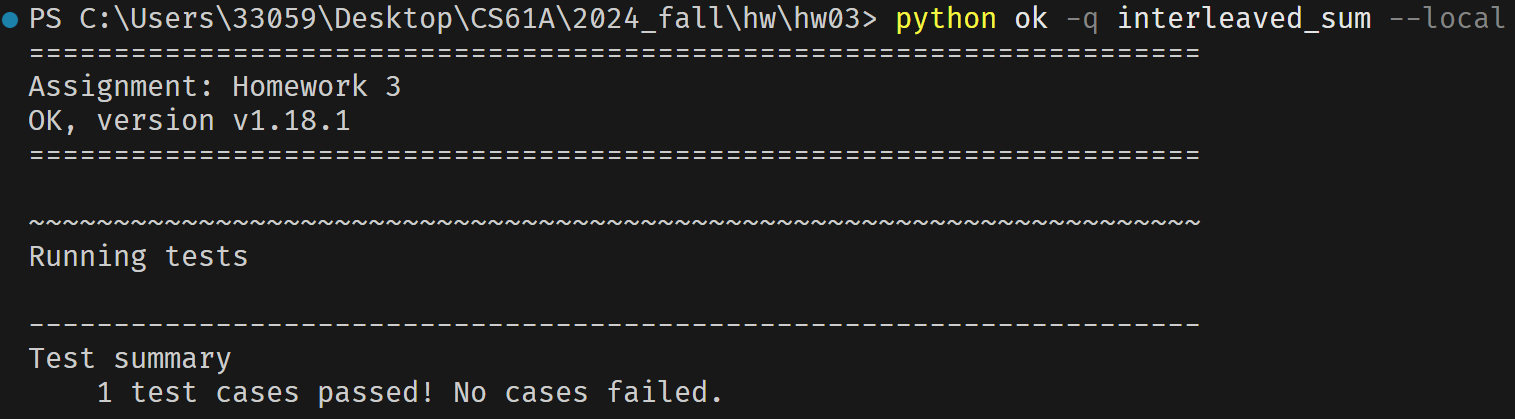 PS C:\Users\33059\Desktop\CS61A\2024_fall\hw\hw03> python ok -q interleaved_sum --local
=====================================================================
Assignment: Homework 3
OK, version v1.18.1
=====================================================================
~~~~~~~~~~~~~~~~~~~~~~~~~~~~~~~~~~~~~~~~~~~~~~~~~~~~~~~~~~~~~~~~~~~~~
Running tests
---------------------------------------------------------------------
Test summary
    1 test cases passed! No cases failed.